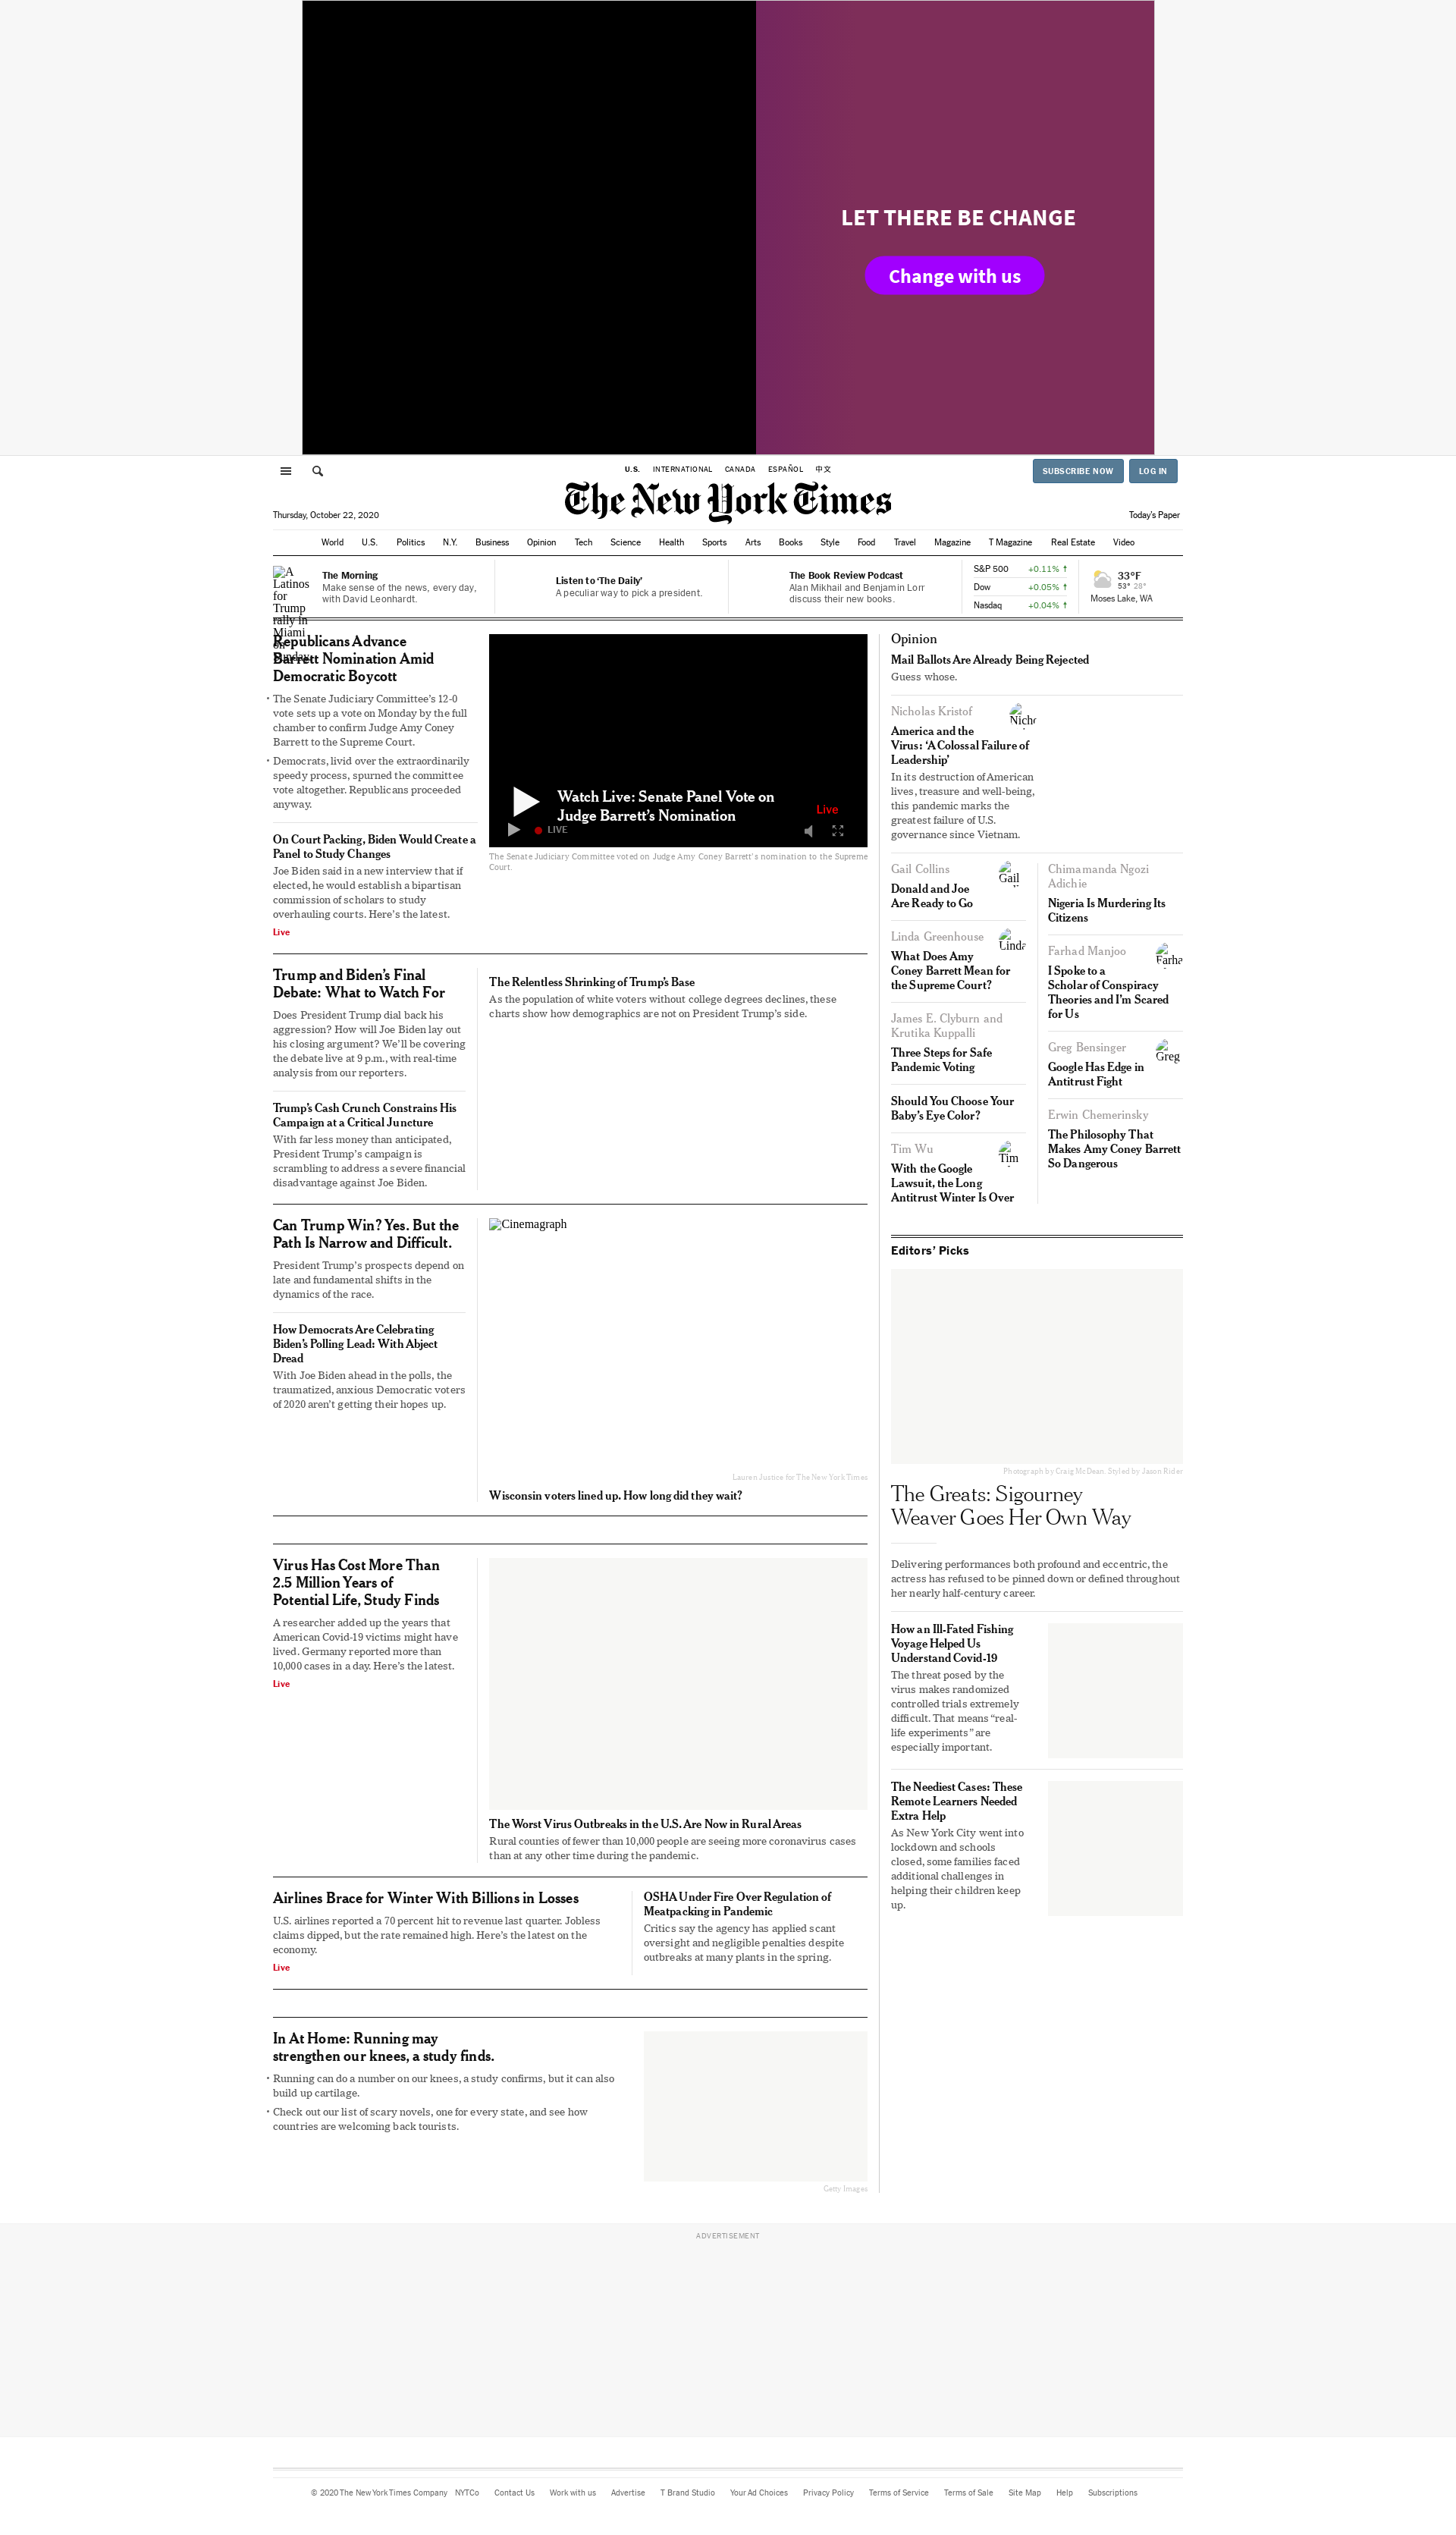 LET THERE BE CHANGE
Change with us
U.S. INTERNATIONAL CANADA ESPAÑOL 中文
SUBSCRIBE NOW LOG IN
The New York Times
Thursday, October 22, 2020
Today's Paper
World U.S. Politics N.Y. Business Opinion Tech Science Health Sports Arts Books Style Food Travel Magazine T Magazine Real Estate Video
A
Latinos
for
Trump
rally in
Miami
on
Sunday.
The Morning
Make sense of the news, every day,
with David Leonhardt.
Listen to ‘The Daily’
A peculiar way to pick a president.
The Book Review Podcast
Alan Mikhail and Benjamin Lorr
discuss their new books.
S&P 500 +0.11% ↑
Dow +0.05% ↑
Nasdaq +0.04% ↑
33°F
53° 28°
Moses Lake, WA
Republicans Advance
Barrett Nomination Amid
Democratic Boycott
• The Senate Judiciary Committee’s 12-0
vote sets up a vote on Monday by the full
chamber to confirm Judge Amy Coney
Barrett to the Supreme Court.
• Democrats, livid over the extraordinarily
speedy process, spurned the committee
vote altogether. Republicans proceeded
anyway.
On Court Packing, Biden Would Create a
Panel to Study Changes
Joe Biden said in a new interview that if
elected, he would establish a bipartisan
commission of scholars to study
overhauling courts. Here’s the latest.
Live
Watch Live: Senate Panel Vote on
Judge Barrett’s Nomination
Live
LIVE
The Senate Judiciary Committee voted on Judge Amy Coney Barrett’s nomination to the Supreme
Court.
Trump and Biden’s Final
Debate: What to Watch For
Does President Trump dial back his
aggression? How will Joe Biden lay out
his closing argument? We’ll be covering
the debate live at 9 p.m., with real-time
analysis from our reporters.
Trump’s Cash Crunch Constrains His
Campaign at a Critical Juncture
With far less money than anticipated,
President Trump’s campaign is
scrambling to address a severe financial
disadvantage against Joe Biden.
The Relentless Shrinking of Trump’s Base
As the population of white voters without college degrees declines, these
charts show how demographics are not on President Trump’s side.
Can Trump Win? Yes. But the
Path Is Narrow and Difficult.
President Trump’s prospects depend on
late and fundamental shifts in the
dynamics of the race.
How Democrats Are Celebrating
Biden’s Polling Lead: With Abject
Dread
With Joe Biden ahead in the polls, the
traumatized, anxious Democratic voters
of 2020 aren’t getting their hopes up.
Cinemagraph
Lauren Justice for The New York Times
Wisconsin voters lined up. How long did they wait?
Virus Has Cost More Than
2.5 Million Years of
Potential Life, Study Finds
A researcher added up the years that
American Covid-19 victims might have
lived. Germany reported more than
10,000 cases in a day. Here’s the latest.
Live
The Worst Virus Outbreaks in the U.S. Are Now in Rural Areas
Rural counties of fewer than 10,000 people are seeing more coronavirus cases
than at any other time during the pandemic.
Airlines Brace for Winter With Billions in Losses
U.S. airlines reported a 70 percent hit to revenue last quarter. Jobless
claims dipped, but the rate remained high. Here’s the latest on the
economy.
Live
OSHA Under Fire Over Regulation of
Meatpacking in Pandemic
Critics say the agency has applied scant
oversight and negligible penalties despite
outbreaks at many plants in the spring.
In At Home: Running may
strengthen our knees, a study finds.
• Running can do a number on our knees, a study confirms, but it can also
build up cartilage.
• Check out our list of scary novels, one for every state, and see how
countries are welcoming back tourists.
Getty Images
Opinion
Mail Ballots Are Already Being Rejected
Guess whose.
Nicholas Kristof
America and the
Virus: ‘A Colossal Failure of
Leadership’
In its destruction of American
lives, treasure and well-being,
this pandemic marks the
greatest failure of U.S.
governance since Vietnam.
Gail Collins
Gail
Donald and Joe
Are Ready to Go
Linda Greenhouse
Linda
What Does Amy
Coney Barrett Mean for
the Supreme Court?
James E. Clyburn and
Krutika Kuppalli
Three Steps for Safe
Pandemic Voting
Should You Choose Your
Baby’s Eye Color?
Tim Wu
Tim
With the Google
Lawsuit, the Long
Antitrust Winter Is Over
Chimamanda Ngozi
Adichie
Nigeria Is Murdering Its
Citizens
Farhad Manjoo
I Spoke to a
Scholar of Conspiracy
Theories and I’m Scared
for Us
Greg Bensinger
Greg
Google Has Edge in
Antitrust Fight
Erwin Chemerinsky
The Philosophy That
Makes Amy Coney Barrett
So Dangerous
Editors’ Picks
Photograph by Craig McDean. Styled by Jason Rider
The Greats: Sigourney
Weaver Goes Her Own Way
Delivering performances both profound and eccentric, the
actress has refused to be pinned down or defined throughout
her nearly half-century career.
How an Ill-Fated Fishing
Voyage Helped Us
Understand Covid-19
The threat posed by the
virus makes randomized
controlled trials extremely
difficult. That means “real-
life experiments” are
especially important.
The Neediest Cases: These
Remote Learners Needed
Extra Help
As New York City went into
lockdown and schools
closed, some families faced
additional challenges in
helping their children keep
up.
ADVERTISEMENT
© 2020 The New York Times Company NYTCo Contact Us Work with us Advertise T Brand Studio Your Ad Choices Privacy Policy Terms of Service Terms of Sale Site Map Help Subscriptions